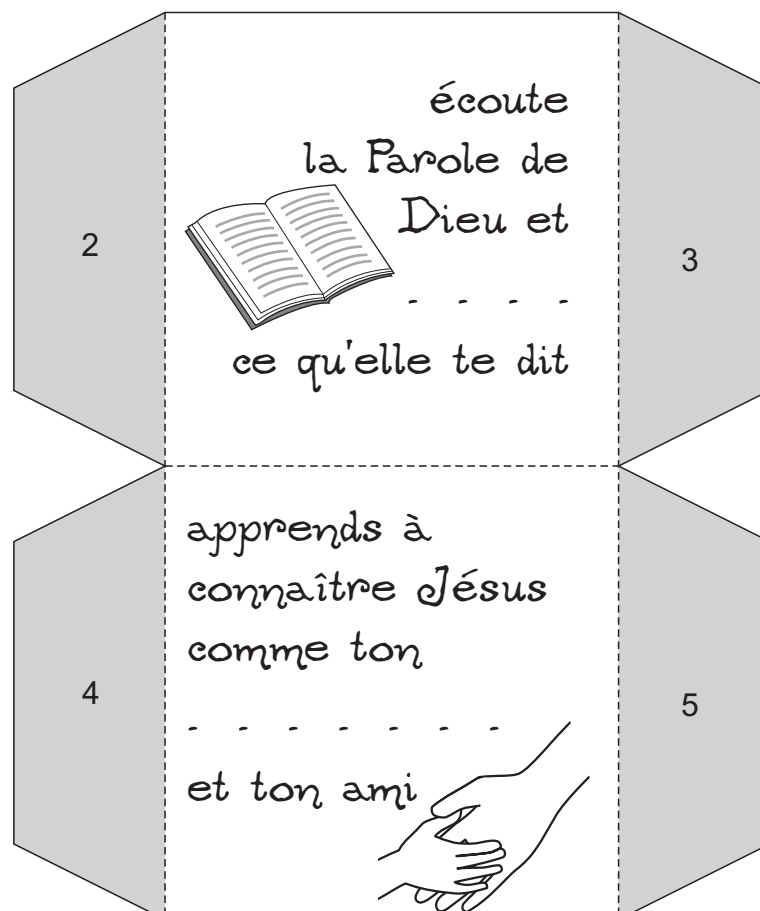 écoute
la Parole de
Dieu et
- - - -
ce qu'elle te dit
2
3
apprends à
connaître Jésus
comme ton
- - - - - - -
et ton ami
4
5